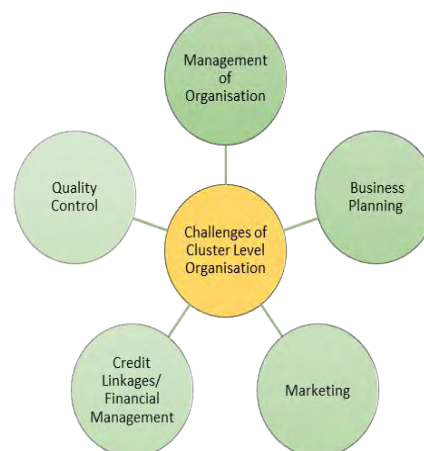 Management
of
Organisation
Quality
Control
Business
Planning
Challenges of
Cluster Level
Organisation
Credit
Linkages/
Financial
Management
Marketing